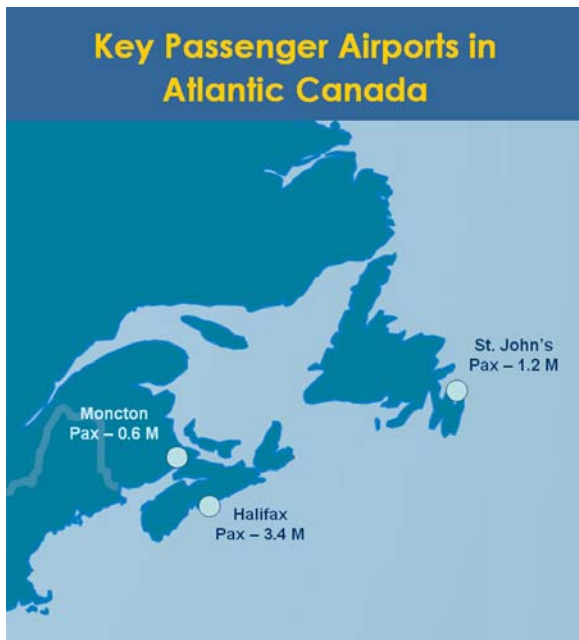 Key Passenger Airports in
Atlantic Canada
St. John's
Pax – 1.2 M
Moncton
Pax – 0.6 M
Halifax
Pax – 3.4 M